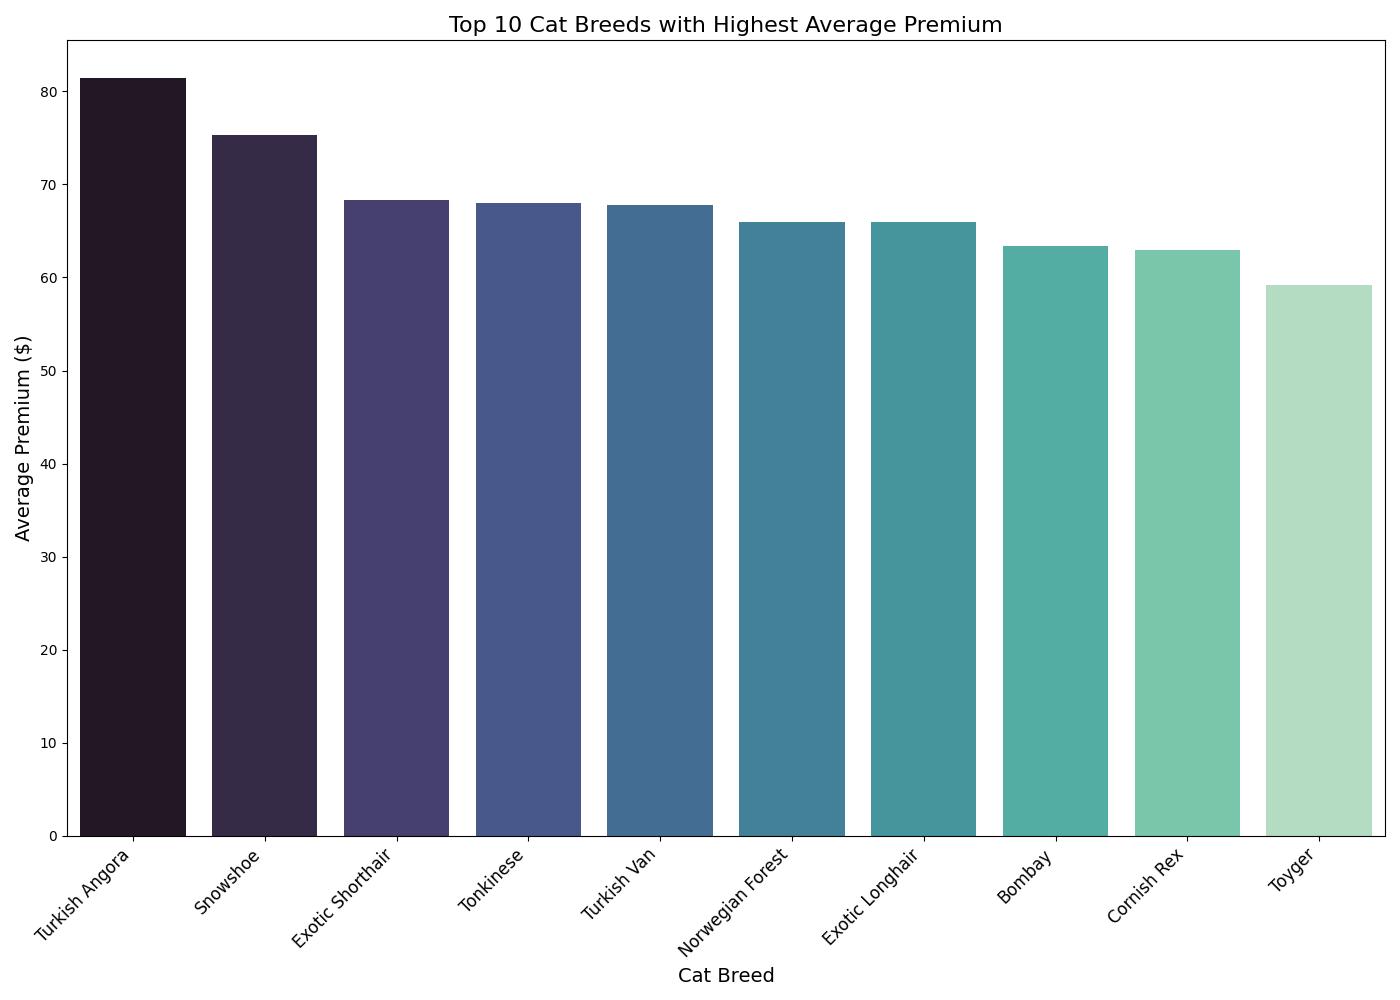 Top 10 Cat Breeds with Highest Average Premium
Average Premium ($)
80
70
60
50
40
30
20
10
0
Turkish Angora
Snowshoe
Exotic Shorthair
Tonkinese
Turkish Van
Norwegian Forest
Exotic Longhair
Bombay
Cornish Rex
Toyger
Cat Breed